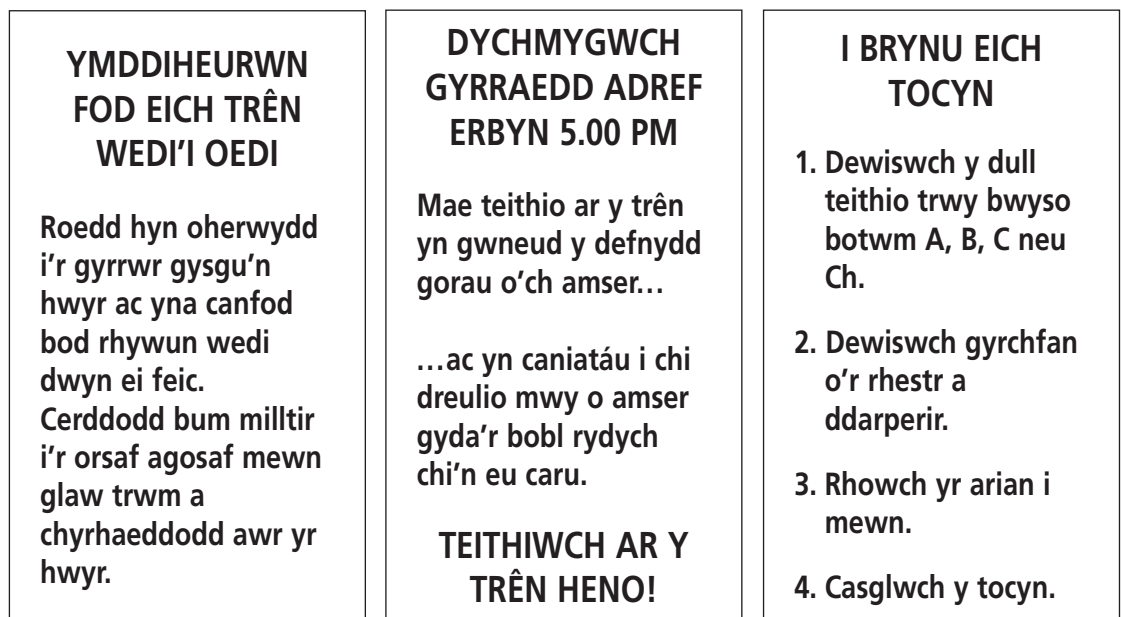 YMDDIHEURWN
FOD EICH TRÊN
WEDI'I OEDI
Roedd hyn oherwydd
i'r gyrrwr gysgu'n
hwyr ac yna canfod
bod rhywun wedi
dwyn ei feic.
Cerddodd bum milltir
i'r orsaf agosaf mewn
glaw trwm a
chyrhaeddodd awr yr
hwyr.
DYCHMYGWCH
GYRRAEDD ADREF
ERBYN 5.00 PM
Mae teithio ar y trên
yn gwneud y defnydd
gorau o'ch amser…
…ac yn caniatáu i chi
dreulio mwy o amser
gyda'r bobl rydych
chi'n eu caru.
TEITHIWCH AR Y
TRÊN HENO!
I BRYNU EICH
TOCYN
1. Dewiswch y dull
teithio trwy bwyso
botwm A, B, C neu
Ch.
2. Dewiswch gyrchfan
o'r rhestr a
ddarperir.
3. Rhowch yr arian i
mewn.
4. Casglwch y tocyn.